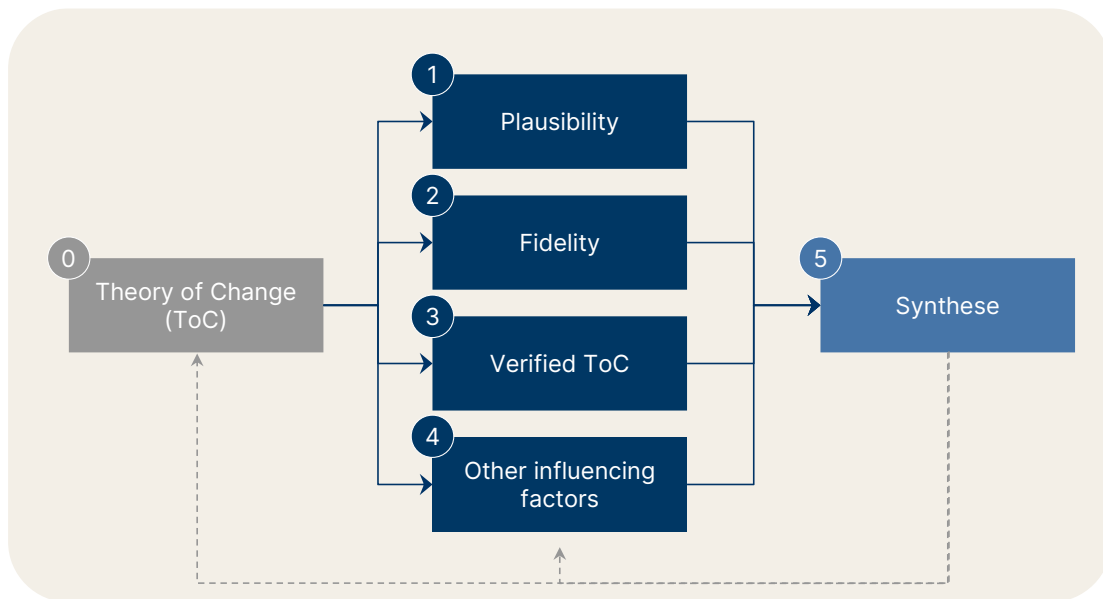 1
Plausibility
2
Fidelity
0
Theory of Change
(ToC)
3
Verified ToC
5
Synthese
4
Other influencing
factors